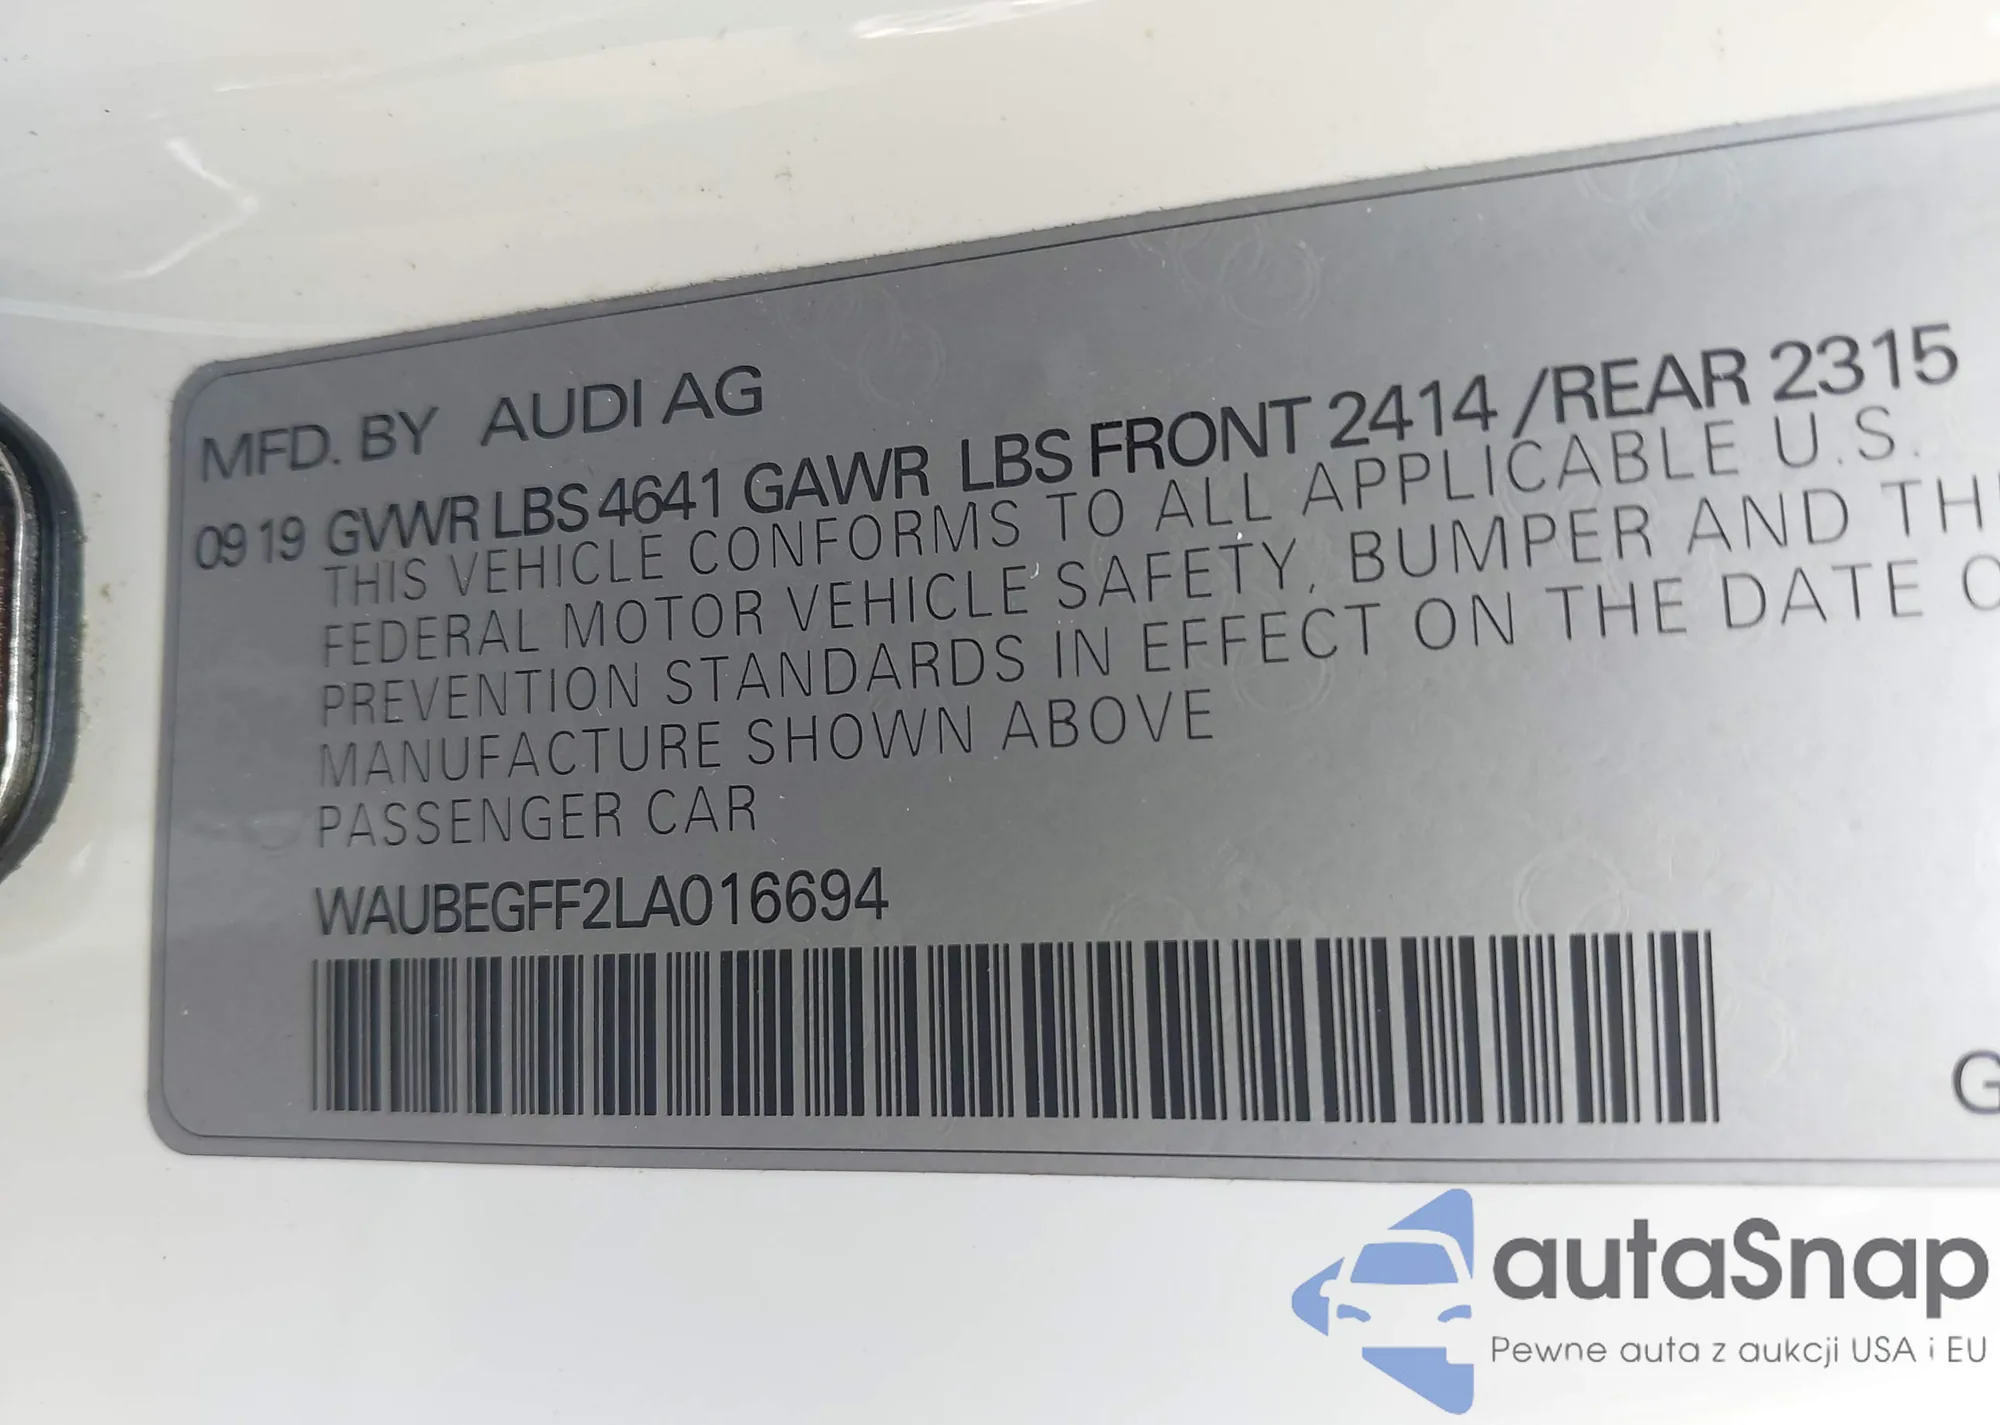 MFD. BY AUDI AG
09 19 GVWR LBS 4641 GAWR LBS FRONT 2414 /REAR 2315
THIS VEHICLE CONFORMS TO ALL APPLICABLE U.S.
FEDERAL MOTOR VEHICLE SAFETY, BUMPER AND
PREVENTION STANDARDS IN EFFECT ON THE DATE
MANUFACTURE SHOWN ABOVE
PASSENGER CAR
WAUBEGFF2LA016694
G
autaSnap
Pewne auta z aukcji USA i EU